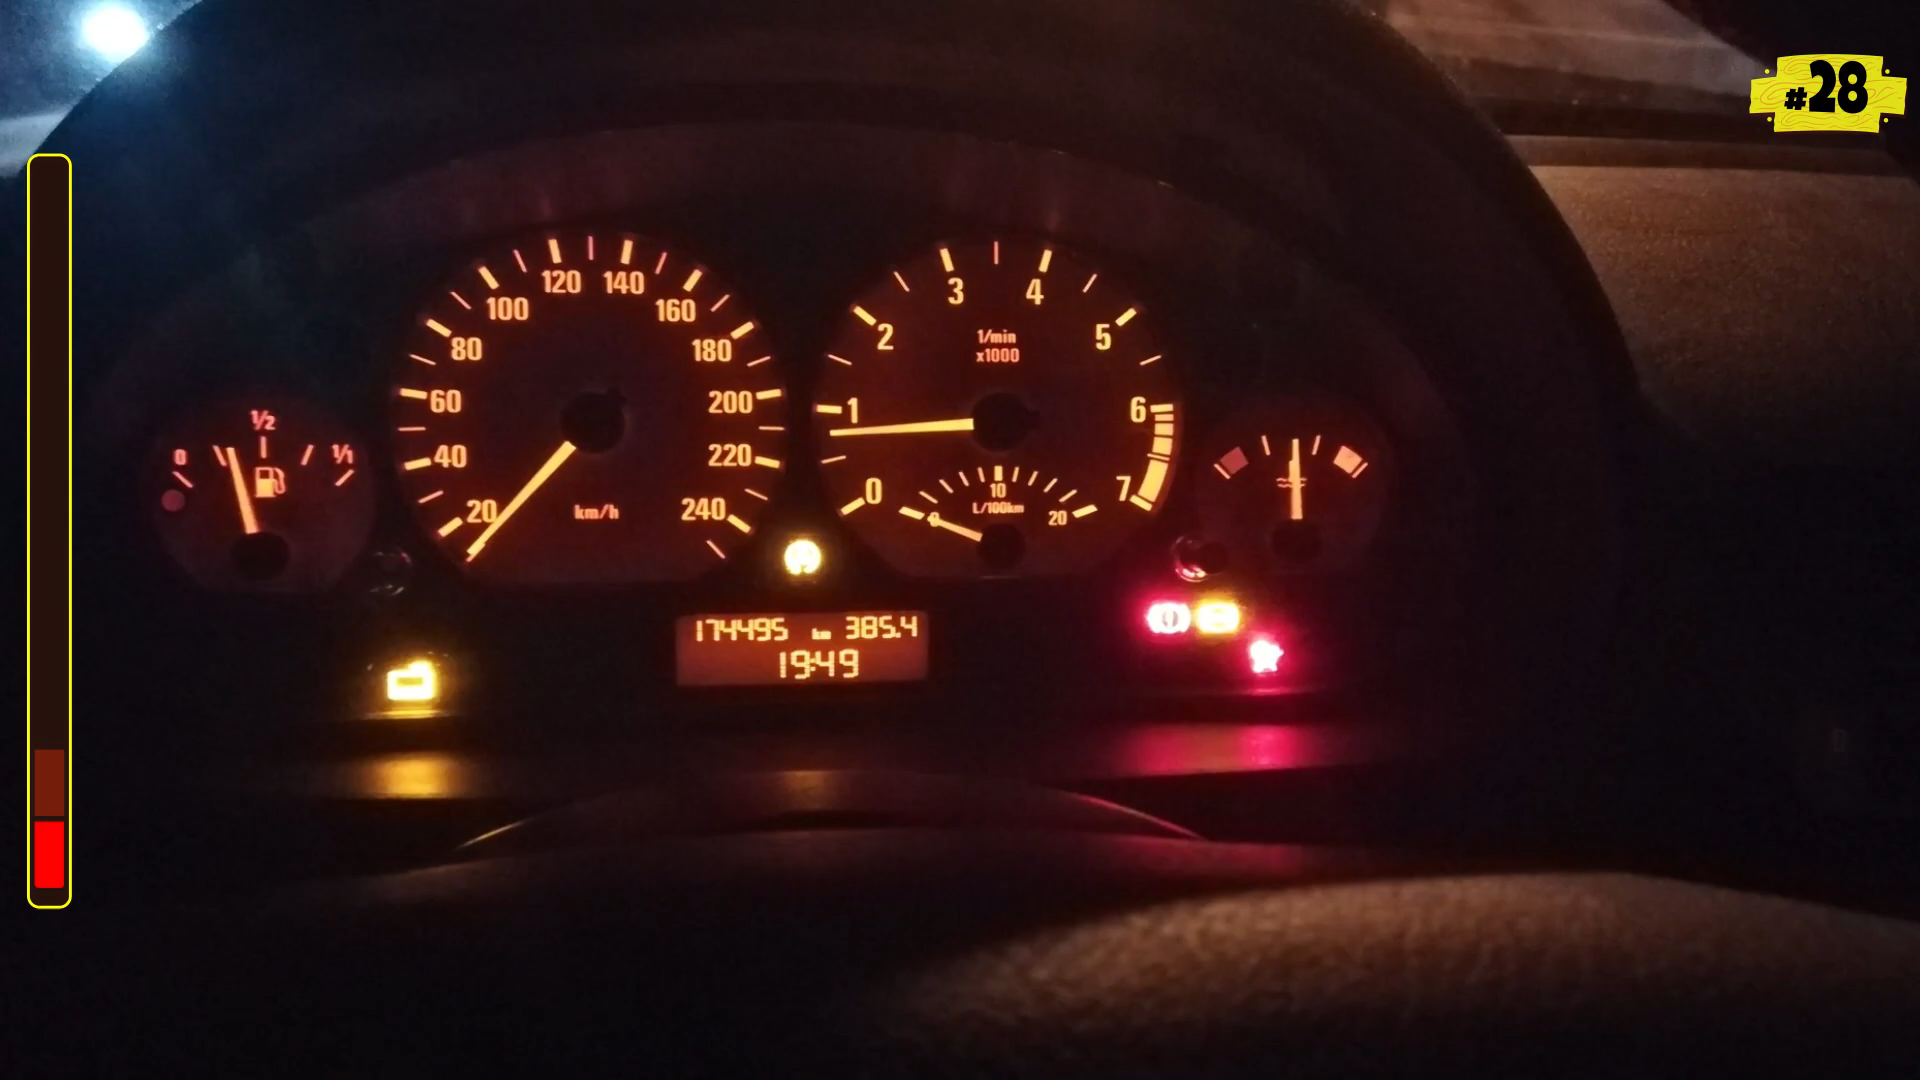 #28
0 1/2 1/1
20 40 60 80 100 120 140 160 180 200 220 240
km/h
0 1 2 3 4 5 6 7
1/min
x1000
0 10 20
L/100km
174495 km 385.4
19:49